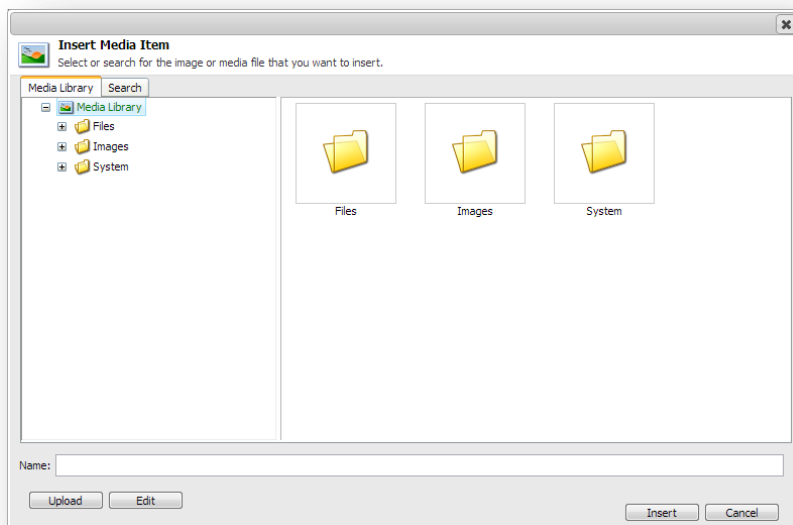 Insert Media Item
Select or search for the image or media file that you want to insert.
Media Library Search
Media Library
Files
Images
System
Files Images System
Name:
Upload Edit
Insert Cancel